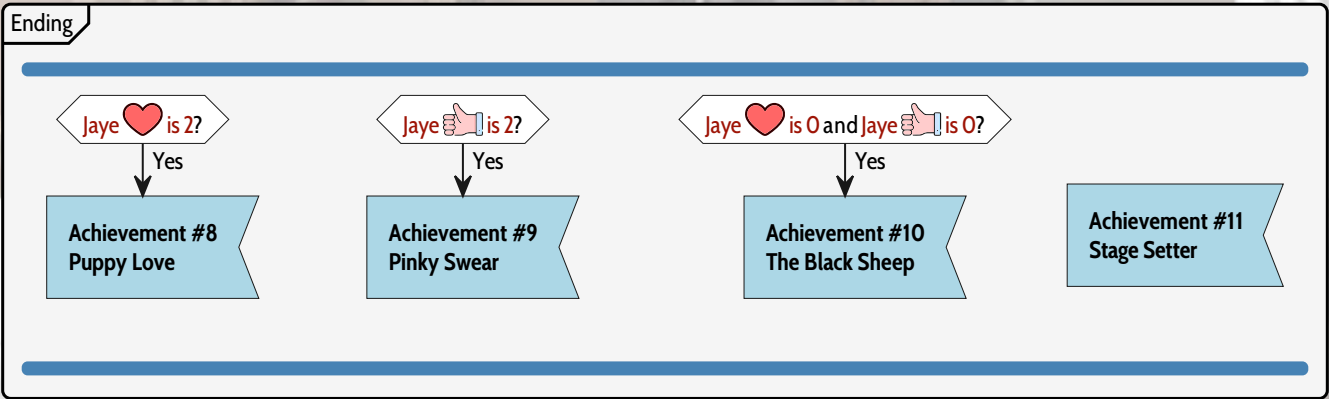 Ending
Jaye is 2?
Yes
Achievement #8
Puppy Love
Jaye is 2?
Yes
Achievement #9
Pinky Swear
Jaye is 0 and Jaye is 0?
Yes
Achievement #10
The Black Sheep
Achievement #11
Stage Setter